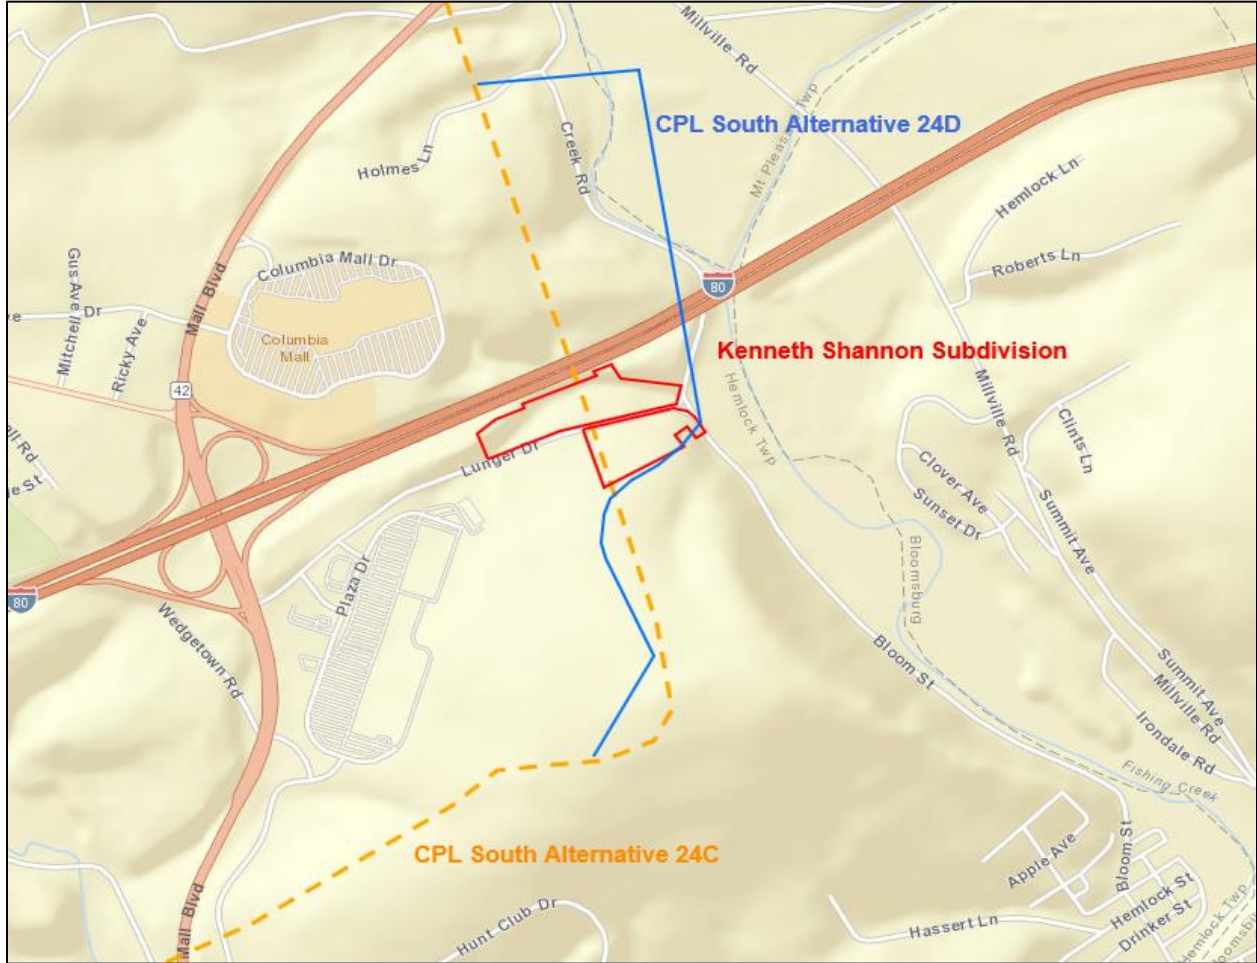 Millville Rd
CPL South Alternative 24D
Mt Pleasant Twp
Creek Rd
Holmes Ln
Hemlock Ln
Roberts Ln
Columbia Mall Dr
Gus Ave
Mall Blvd
Mitchell Dr
Ricky Ave
Columbia
Mall
80
Kenneth Shannon Subdivision
42
Hemlock Twp
Millville Rd
Clints Ln
Lunger Dr
Clover Ave
Sunset Dr
Summit Ave
Bloomsburg
Plaza Dr
80
Wedgetown Rd
Bloom St
Summit Ave
Millville Rd
Irondale Rd
Fishing Creek
CPL South Alternative 24C
Apple Ave
Bloom St
Hemlock St
Drinker St
Hassert Ln
Hunt Club Dr
Mall Blvd
Hemlock Twp